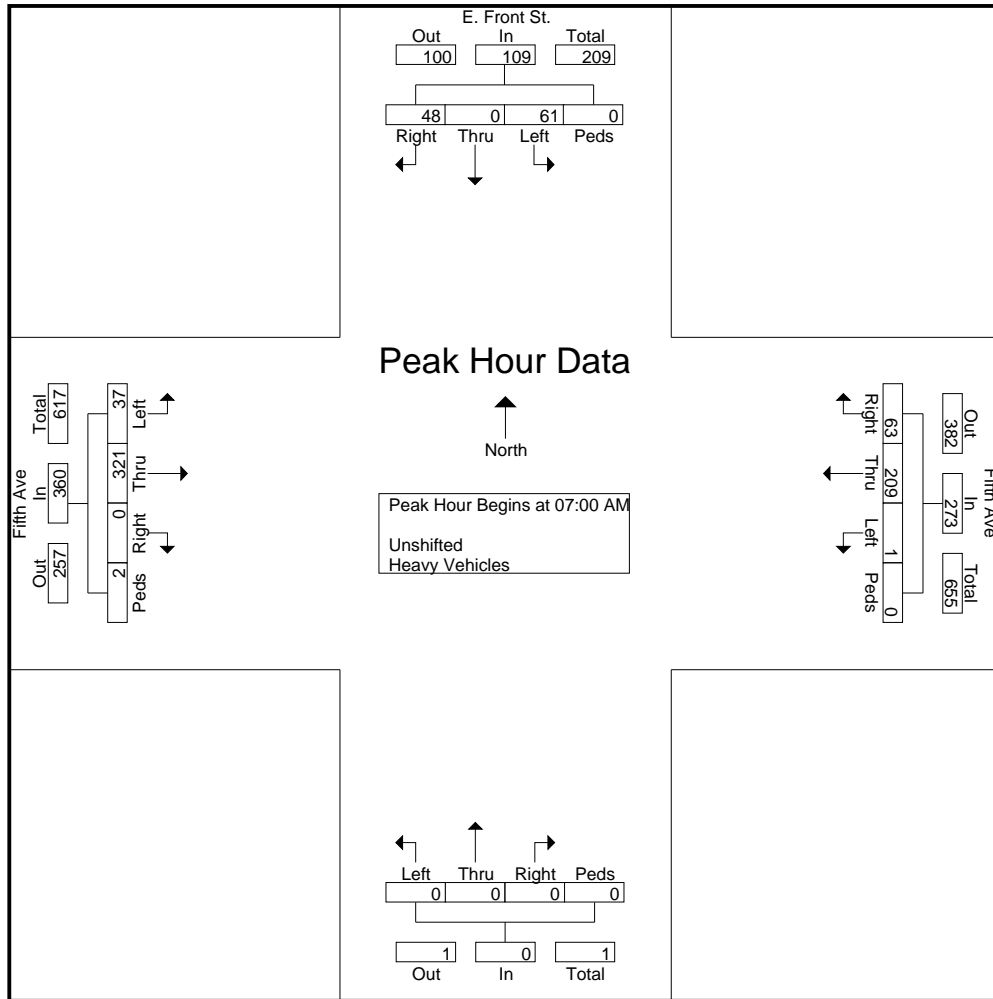 E. Front St.
Out In Total
100 109 209
48 0 61 0
Right Thru Left Peds
Peak Hour Data
North
Peak Hour Begins at 07:00 AM
Unshifted
Heavy Vehicles
Fifth Ave
Out In Total
257 360 617
Left Thru Right Peds
37 321 0 2
Fifth Ave
Out In Total
382 273 655
63 209 1 0
Right Thru Left Peds
Left Thru Right Peds
0 0 0 0
1 0 1
Out In Total